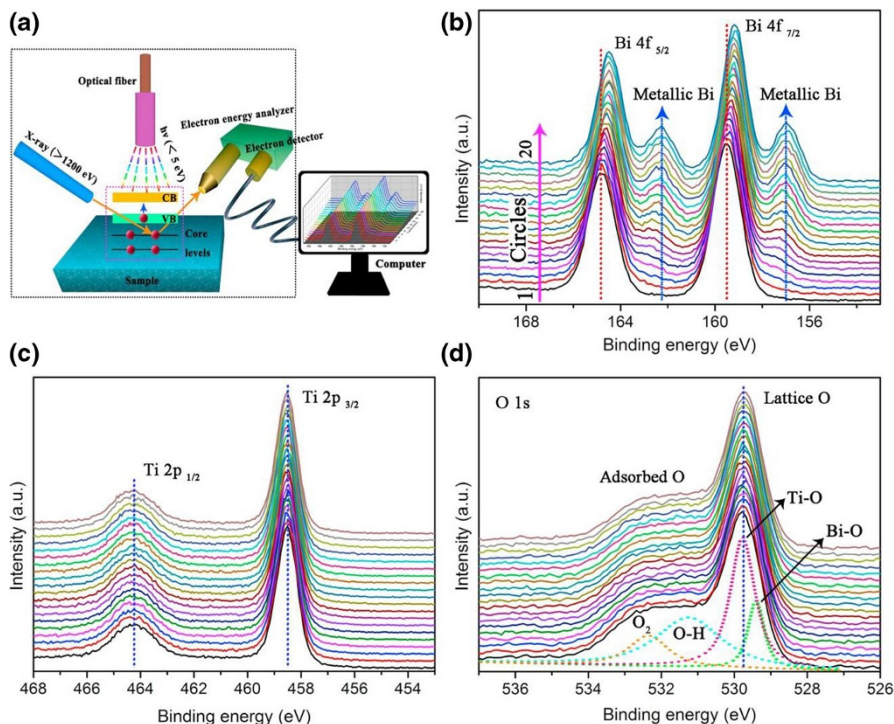 (a)
Optical fiber
hv (< 5 eV)
X-ray (>1200 eV)
Electron energy analyzer
Electron detector
CB
VB
Core
levels
Sample
Computer
(b)
Bi 4f 5/2
Bi 4f 7/2
Metallic Bi
Metallic Bi
Circles
1
20
Intensity (a.u.)
168 164 160 156
Binding energy (eV)
(c)
Ti 2p 1/2
Ti 2p 3/2
Intensity (a.u.)
468 466 464 462 460 458 456 454
Binding energy (eV)
(d)
O 1s
Lattice O
Adsorbed O
Ti-O
Bi-O
O2
O-H
Intensity (a.u.)
536 534 532 530 528 526
Binding energy (eV)